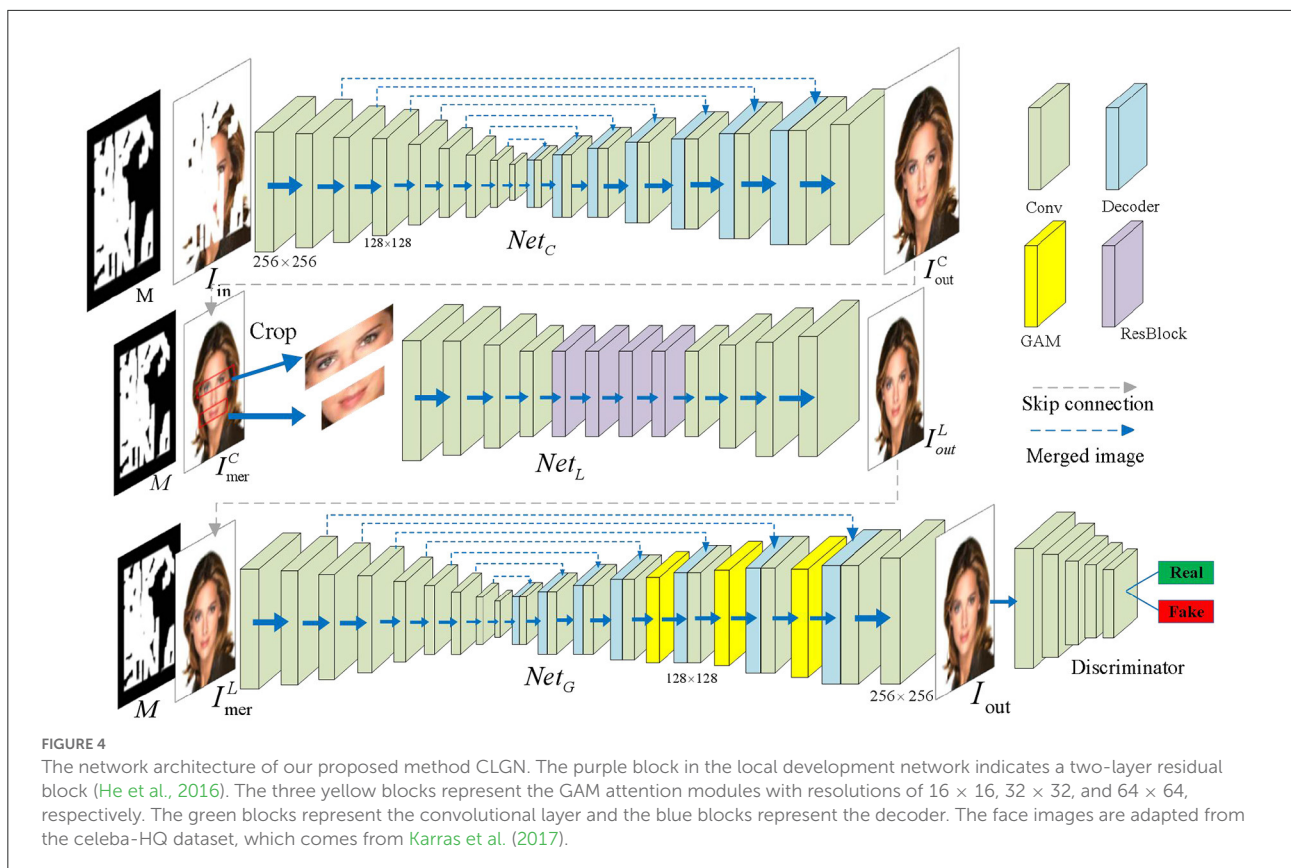 M
I_in
256 × 256
128×128
Net_C
I^C_out
Conv
Decoder
GAM
ResBlock
Crop
M
I^C_mer
Net_L
I^L_out
Skip connection
Merged image
M
I^L_mer
Net_G
128×128
256 × 256
I_out
Real
Fake
Discriminator
FIGURE 4
The network architecture of our proposed method CLGN. The purple block in the local development network indicates a two-layer residual
block (He et al., 2016). The three yellow blocks represent the GAM attention modules with resolutions of 16 × 16, 32 × 32, and 64 × 64,
respectively. The green blocks represent the convolutional layer and the blue blocks represent the decoder. The face images are adapted from
the celeba-HQ dataset, which comes from Karras et al. (2017).